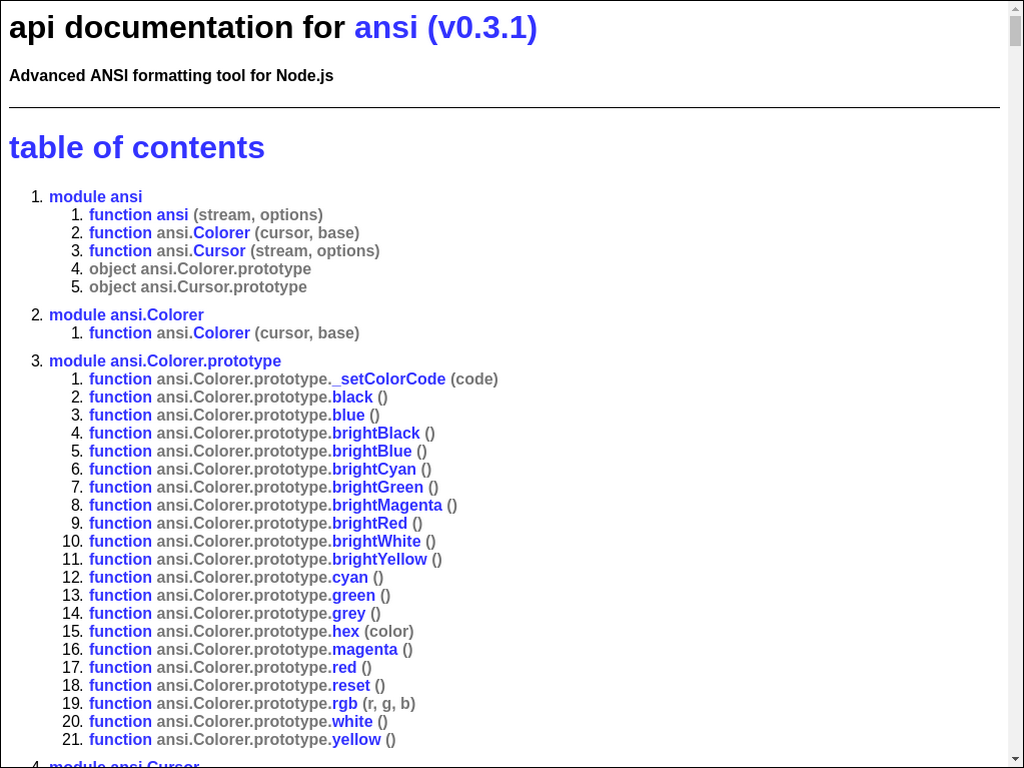 api documentation for ansi (v0.3.1)
Advanced ANSI formatting tool for Node.js
table of contents
1. module ansi
1. function ansi (stream, options)
2. function ansi.Colorer (cursor, base)
3. function ansi.Cursor (stream, options)
4. object ansi.Colorer.prototype
5. object ansi.Cursor.prototype
2. module ansi.Colorer
1. function ansi.Colorer (cursor, base)
3. module ansi.Colorer.prototype
1. function ansi.Colorer.prototype._setColorCode (code)
2. function ansi.Colorer.prototype.black ()
3. function ansi.Colorer.prototype.blue ()
4. function ansi.Colorer.prototype.brightBlack ()
5. function ansi.Colorer.prototype.brightBlue ()
6. function ansi.Colorer.prototype.brightCyan ()
7. function ansi.Colorer.prototype.brightGreen ()
8. function ansi.Colorer.prototype.brightMagenta ()
9. function ansi.Colorer.prototype.brightRed ()
10. function ansi.Colorer.prototype.brightWhite ()
11. function ansi.Colorer.prototype.brightYellow ()
12. function ansi.Colorer.prototype.cyan ()
13. function ansi.Colorer.prototype.green ()
14. function ansi.Colorer.prototype.grey ()
15. function ansi.Colorer.prototype.hex (color)
16. function ansi.Colorer.prototype.magenta ()
17. function ansi.Colorer.prototype.red ()
18. function ansi.Colorer.prototype.reset ()
19. function ansi.Colorer.prototype.rgb (r, g, b)
20. function ansi.Colorer.prototype.white ()
21. function ansi.Colorer.prototype.yellow ()
4. module ansi.Cursor